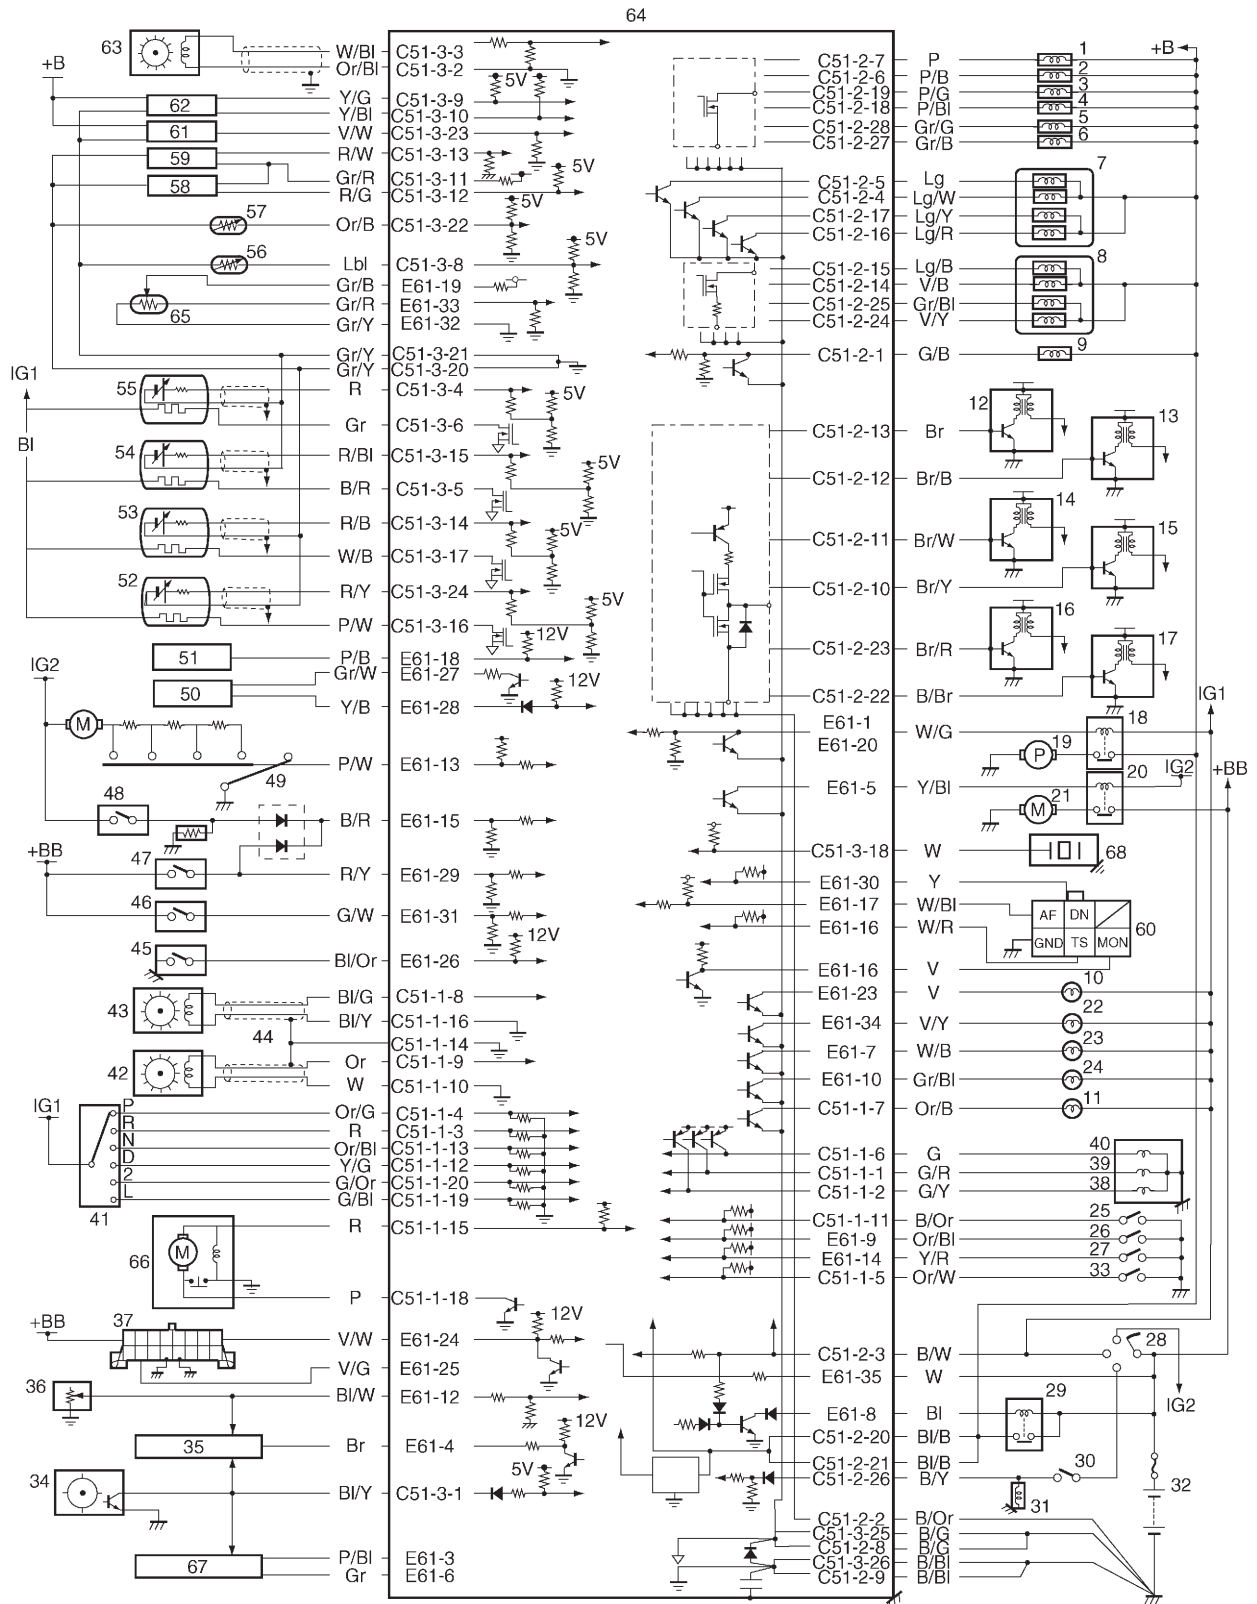 64
63 W/Bl C51-3-3
Or/Bl C51-3-2
+B
5V
62 Y/G C51-3-9
Y/Bl C51-3-10
61 V/W C51-3-23
59 R/W C51-3-13
5V
Gr/R C51-3-11
58 R/G C51-3-12
5V
57 Or/B C51-3-22
5V
56 Lbl C51-3-8
Gr/B E61-19
65 Gr/R E61-33
Gr/Y E61-32
Gr/Y C51-3-21
Gr/Y C51-3-20
IG1
55 R C51-3-4
5V
Bl
Gr C51-3-6
54 R/Bl C51-3-15
5V
B/R C51-3-5
53 R/B C51-3-14
5V
W/B C51-3-17
52 R/Y C51-3-24
5V
P/W C51-3-16
12V
51 P/B E61-18
IG2
Gr/W E61-27
12V
50
Y/B E61-28
M
P/W E61-13
49
48
B/R E61-15
+BB
47 R/Y E61-29
46 G/W E61-31
12V
45 Bl/Or E61-26
43 Bl/G C51-1-8
Bl/Y C51-1-16
44 C51-1-14
42 Or C51-1-9
W C51-1-10
IG1
P Or/G C51-1-4
R R C51-1-3
N Or/Bl C51-1-13
D Y/G C51-1-12
2 G/Or C51-1-20
L G/Bl C51-1-19
41
R C51-1-15
66 M
P C51-1-18
12V
+BB 37 V/W E61-24
V/G E61-25
36 Bl/W E61-12
12V
35 Br E61-4
5V
34 Bl/Y C51-3-1
67 P/Bl E61-3
Gr E61-6
+B
C51-2-7 P 1
C51-2-6 P/B 2
C51-2-19 P/G 3
C51-2-18 P/Bl 4
C51-2-28 Gr/G 5
C51-2-27 Gr/B 6
7
C51-2-5 Lg
C51-2-4 Lg/W
C51-2-17 Lg/Y
C51-2-16 Lg/R
8
C51-2-15 Lg/B
C51-2-14 V/B
C51-2-25 Gr/Bl
C51-2-24 V/Y
C51-2-1 G/B 9
12
13
C51-2-13 Br
C51-2-12 Br/B
14
15
C51-2-11 Br/W
C51-2-10 Br/Y
16
17
C51-2-23 Br/R
C51-2-22 B/Br
IG1
E61-1 W/G 18
E61-20
P 19
IG2
+BB
E61-5 Y/Bl 20
M 21
C51-3-18 W 68
E61-30 Y
E61-17 W/Bl
AF DN
E61-16 W/R
GND TS MON 60
E61-16 V
E61-23 V 10
E61-34 V/Y 22
E61-7 W/B 23
E61-10 Gr/Bl 24
C51-1-7 Or/B 11
C51-1-6 G 40
C51-1-1 G/R 39
C51-1-2 G/Y 38
C51-1-11 B/Or 25
E61-9 Or/Bl 26
E61-14 Y/R 27
C51-1-5 Or/W 33
28
C51-2-3 B/W
E61-35 W
IG2
29
E61-8 Bl
C51-2-20 Bl/B
C51-2-21 Bl/B
C51-2-26 B/Y 30
31
32
C51-2-2 B/Or
C51-3-25 B/G
C51-2-8 B/G
C51-3-26 B/Bl
C51-2-9 B/Bl